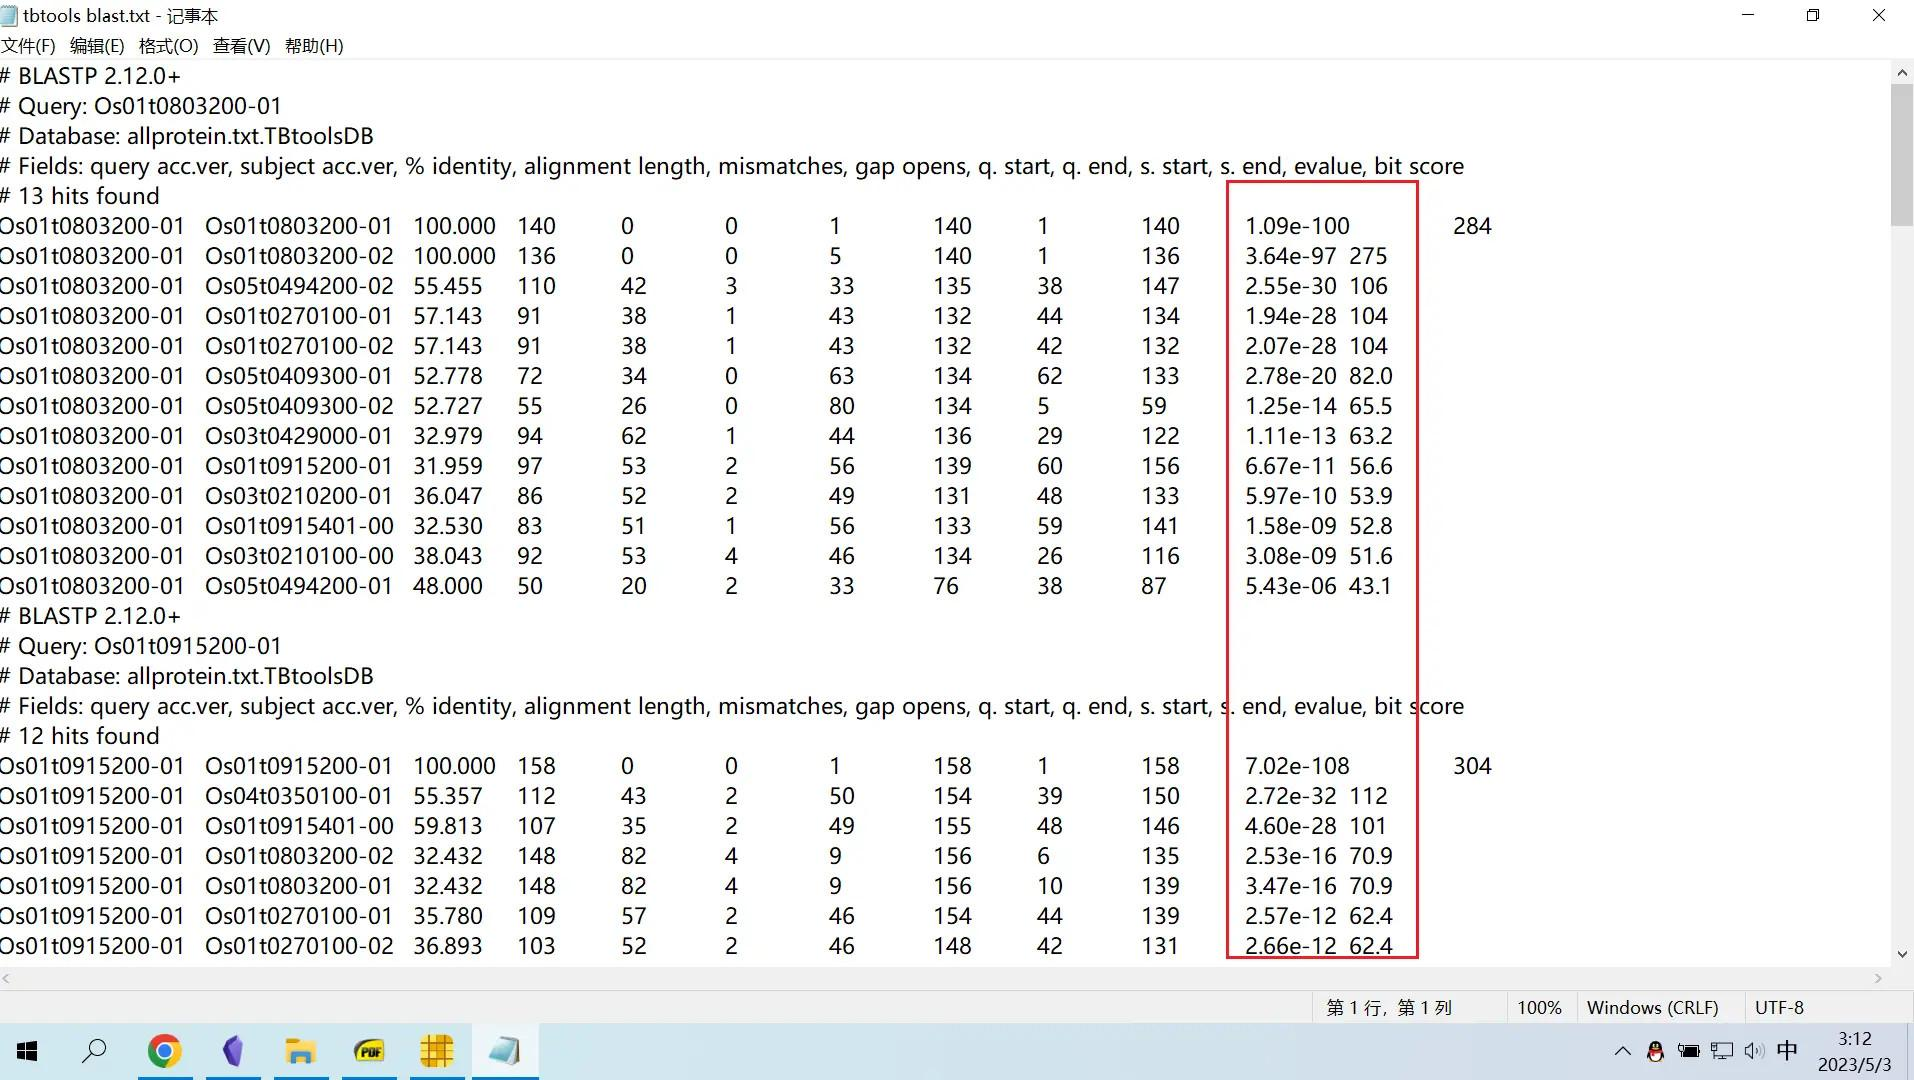 tbtools blast.txt - 记事本
文件(F) 编辑(E) 格式(O) 查看(V) 帮助(H)
# BLASTP 2.12.0+
# Query: Os01t0803200-01
# Database: allprotein.txt.TBtoolsDB
# Fields: query acc.ver, subject acc.ver, % identity, alignment length, mismatches, gap opens, q. start, q. end, s. start, s. end, evalue, bit score
# 13 hits found
Os01t0803200-01 Os01t0803200-01 100.000 140 0 0 1 140 1 140 1.09e-100 284
Os01t0803200-01 Os01t0803200-02 100.000 136 0 0 5 140 1 136 3.64e-97 275
Os01t0803200-01 Os05t0494200-02 55.455 110 42 3 33 135 38 147 2.55e-30 106
Os01t0803200-01 Os01t0270100-01 57.143 91 38 1 43 132 44 134 1.94e-28 104
Os01t0803200-01 Os01t0270100-02 57.143 91 38 1 43 132 42 132 2.07e-28 104
Os01t0803200-01 Os05t0409300-01 52.778 72 34 0 63 134 62 133 2.78e-20 82.0
Os01t0803200-01 Os05t0409300-02 52.727 55 26 0 80 134 5 59 1.25e-14 65.5
Os01t0803200-01 Os03t0429000-01 32.979 94 62 1 44 136 29 122 1.11e-13 63.2
Os01t0803200-01 Os01t0915200-01 31.959 97 53 2 56 139 60 156 6.67e-11 56.6
Os01t0803200-01 Os03t0210200-01 36.047 86 52 2 49 131 48 133 5.97e-10 53.9
Os01t0803200-01 Os01t0915401-00 32.530 83 51 1 56 133 59 141 1.58e-09 52.8
Os01t0803200-01 Os03t0210100-00 38.043 92 53 4 46 134 26 116 3.08e-09 51.6
Os01t0803200-01 Os05t0494200-01 48.000 50 20 2 33 76 38 87 5.43e-06 43.1
# BLASTP 2.12.0+
# Query: Os01t0915200-01
# Database: allprotein.txt.TBtoolsDB
# Fields: query acc.ver, subject acc.ver, % identity, alignment length, mismatches, gap opens, q. start, q. end, s. start, s. end, evalue, bit score
# 12 hits found
Os01t0915200-01 Os01t0915200-01 100.000 158 0 0 1 158 1 158 7.02e-108 304
Os01t0915200-01 Os04t0350100-01 55.357 112 43 2 50 154 39 150 2.72e-32 112
Os01t0915200-01 Os01t0915401-00 59.813 107 35 2 49 155 48 146 4.60e-28 101
Os01t0915200-01 Os01t0803200-02 32.432 148 82 4 9 156 6 135 2.53e-16 70.9
Os01t0915200-01 Os01t0803200-01 32.432 148 82 4 9 156 10 139 3.47e-16 70.9
Os01t0915200-01 Os01t0270100-01 35.780 109 57 2 46 154 44 139 2.57e-12 62.4
Os01t0915200-01 Os01t0270100-02 36.893 103 52 2 46 148 42 131 2.66e-12 62.4
第 1 行，第 1 列 100% Windows (CRLF) UTF-8
PDF
中
3:12
2023/5/3